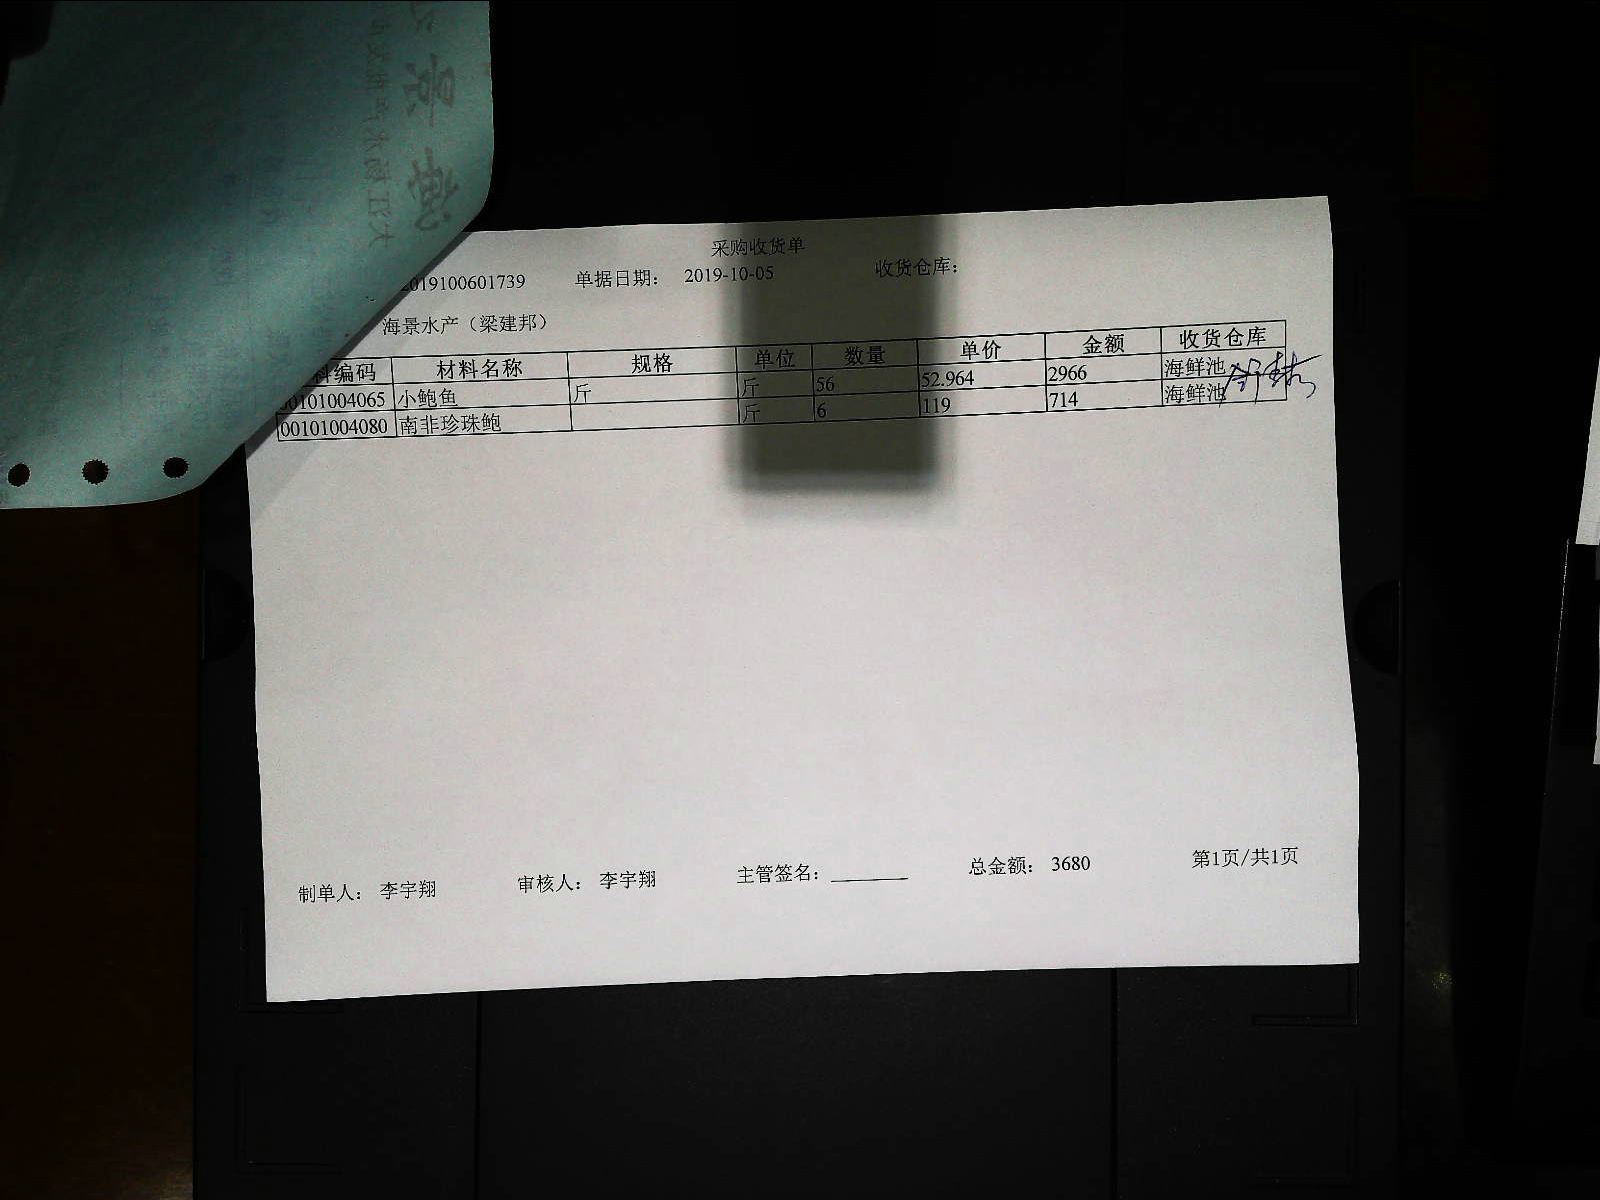 采购收货单
2019100601739 单据日期: 2019-10-05 收货仓库:
海景水产（梁建邦）
料编码 材料名称 规格 单位 数量 单价 金额 收货仓库
00101004065 小鲍鱼 斤 斤 56 52.964 2966 海鲜池
00101004080 南非珍珠鲍 斤 6 119 714 海鲜池
制单人: 李宇翔 审核人: 李宇翔 主管签名: 总金额: 3680 第1页/共1页